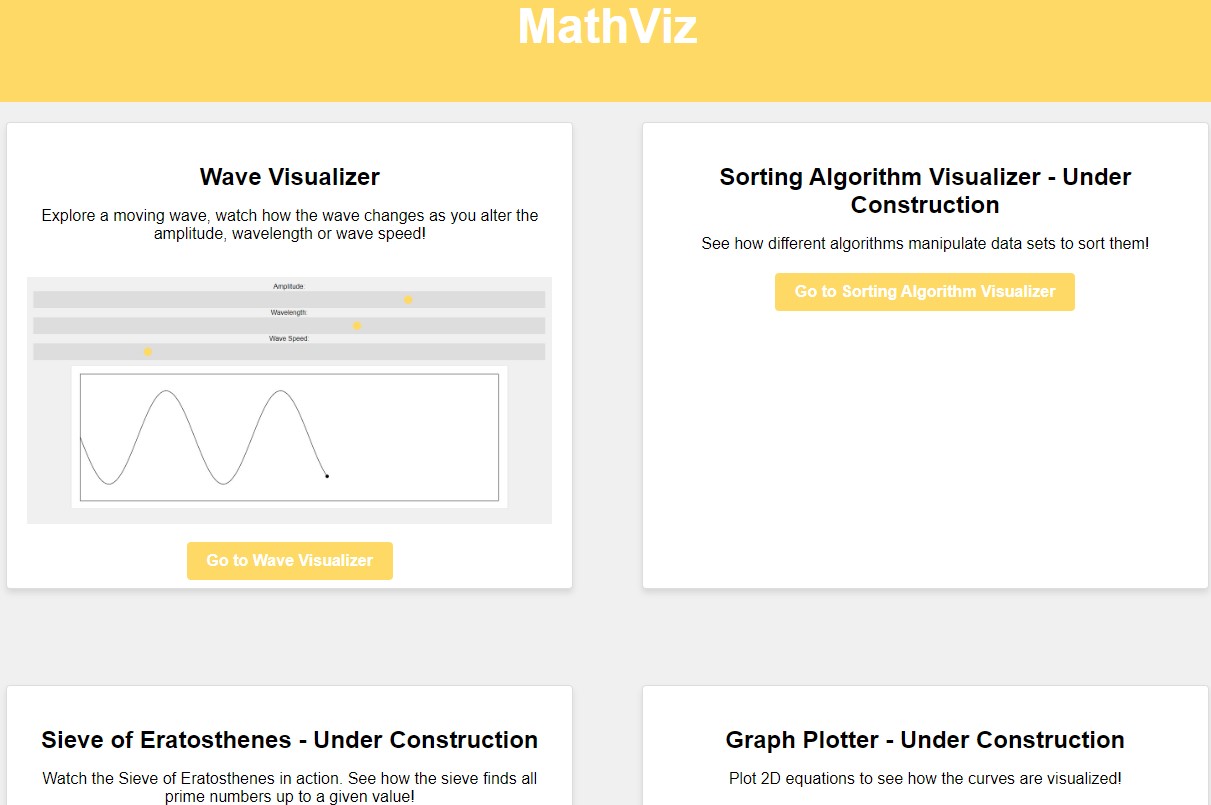 MathViz
Wave Visualizer
Explore a moving wave, watch how the wave changes as you alter the
amplitude, wavelength or wave speed!
Amplitude:
Wavelength:
Wave Speed:
Go to Wave Visualizer
Sorting Algorithm Visualizer - Under
Construction
See how different algorithms manipulate data sets to sort them!
Go to Sorting Algorithm Visualizer
Sieve of Eratosthenes - Under Construction
Watch the Sieve of Eratosthenes in action. See how the sieve finds all
prime numbers up to a given value!
Graph Plotter - Under Construction
Plot 2D equations to see how the curves are visualized!